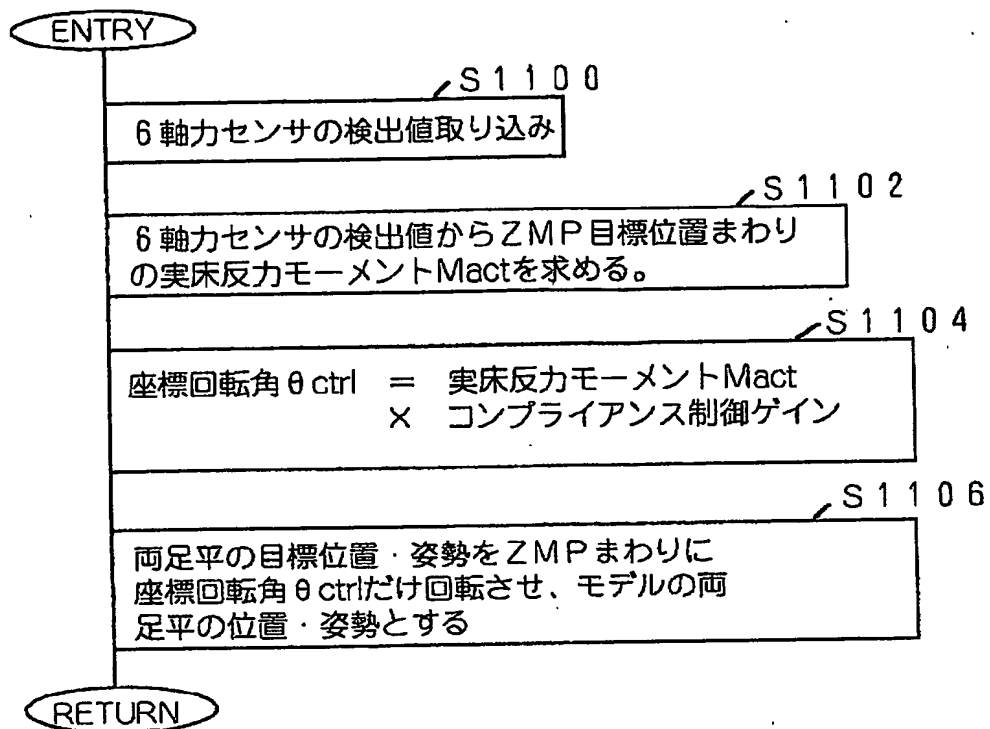 ENTRY
S1100
6軸力センサの検出値取り込み
S1102
6軸力センサの検出値からZMP目標位置まわり
の実床反力モーメントMactを求める。
S1104
座標回転角θctrl = 実床反力モーメントMact
× コンプライアンス制御ゲイン
S1106
両足平の目標位置・姿勢をZMPまわりに
座標回転角θctrlだけ回転させ、モデルの両
足平の位置・姿勢とする
RETURN